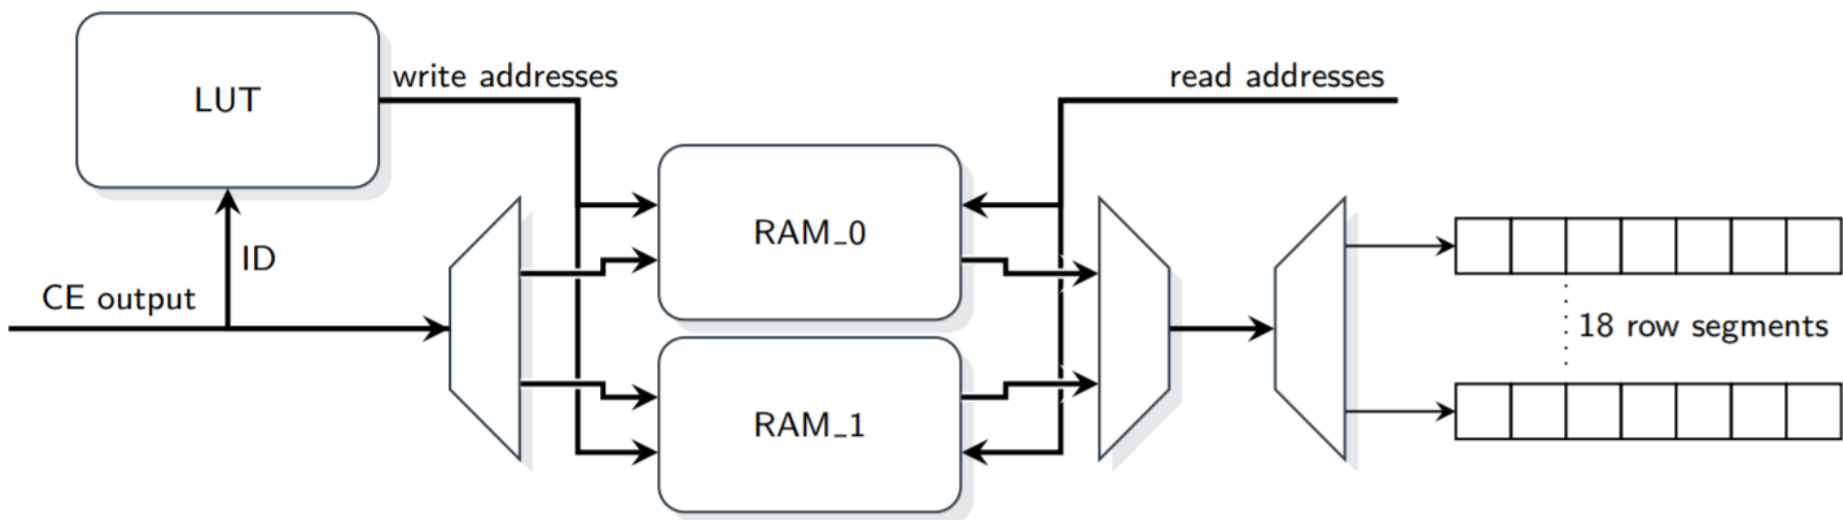 LUT
write addresses
read addresses
RAM_0
ID
CE output
18 row segments
RAM_1